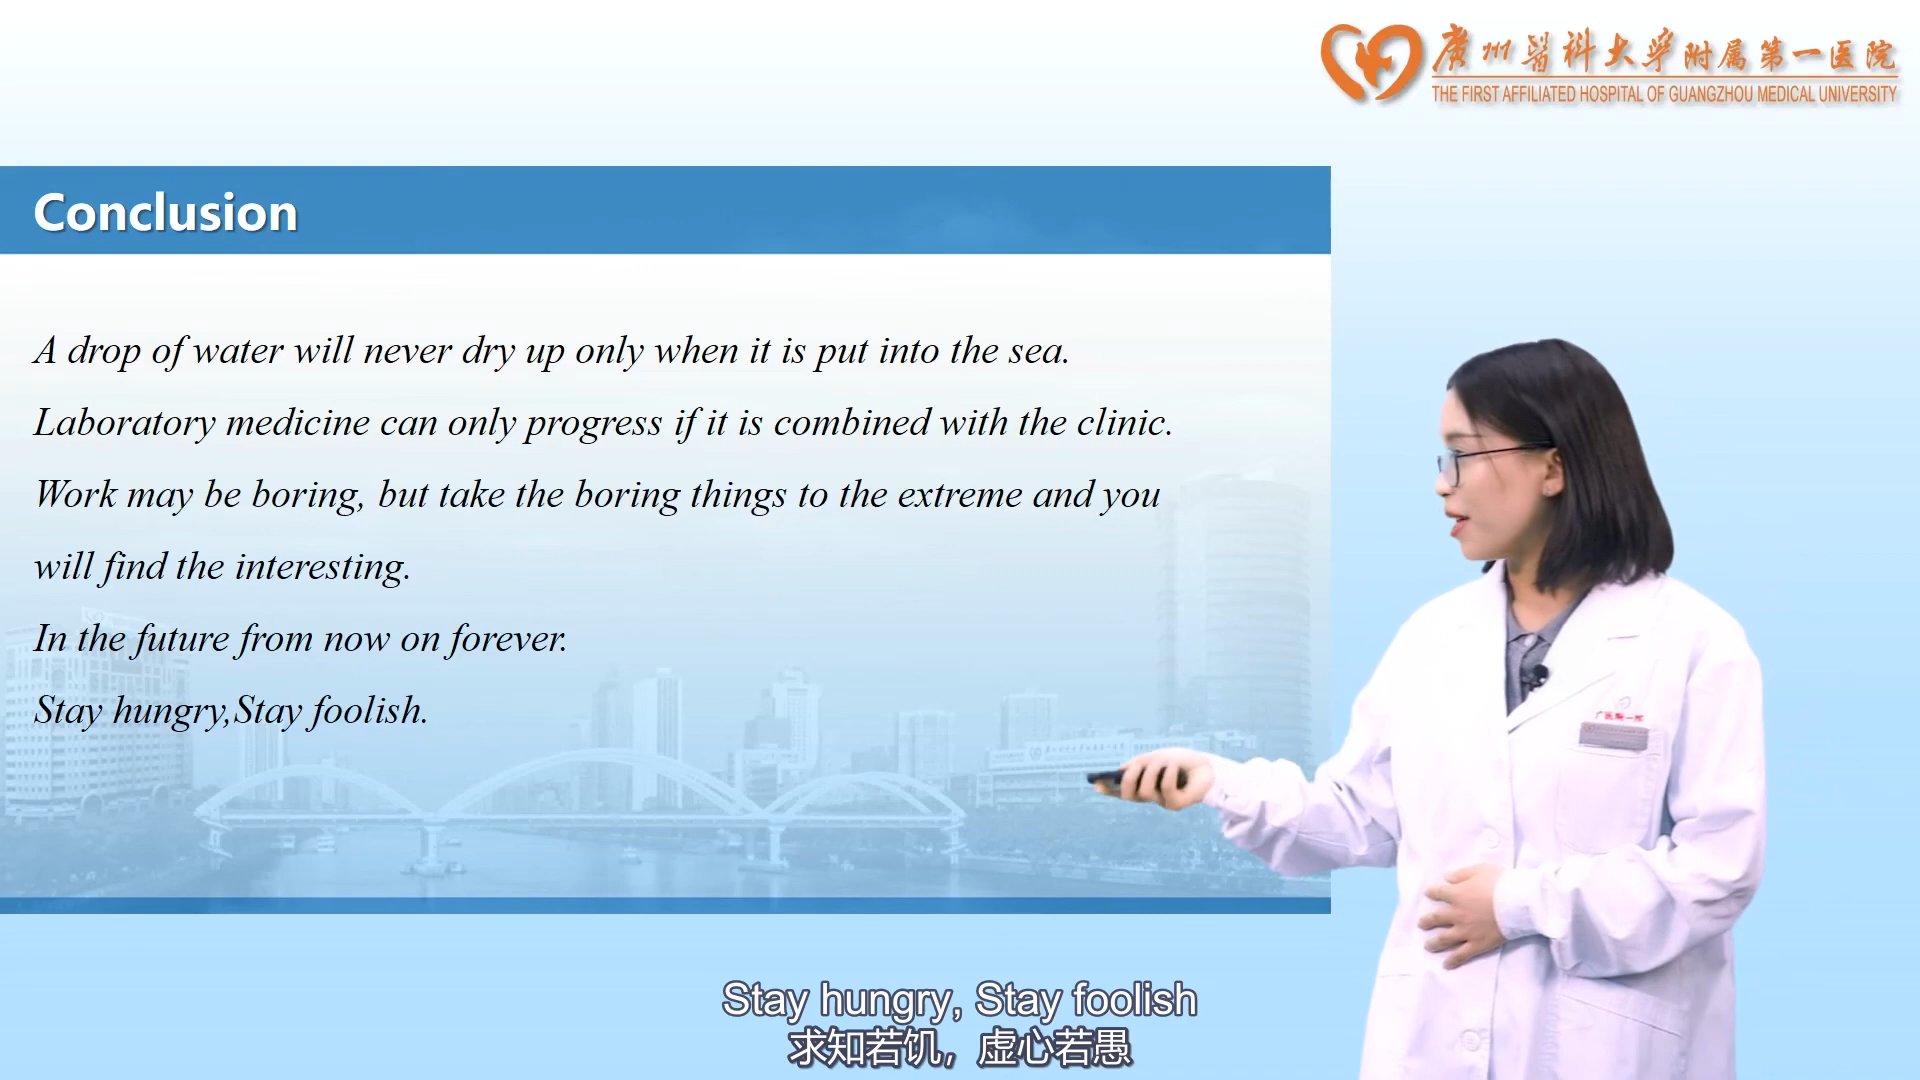 廣州醫科大學附属第一医院
THE FIRST AFFILIATED HOSPITAL OF GUANGZHOU MEDICAL UNIVERSITY
Conclusion
A drop of water will never dry up only when it is put into the sea.
Laboratory medicine can only progress if it is combined with the clinic.
Work may be boring, but take the boring things to the extreme and you
will find the interesting.
In the future from now on forever.
Stay hungry,Stay foolish.
Stay hungry, Stay foolish
求知若饥，虚心若愚